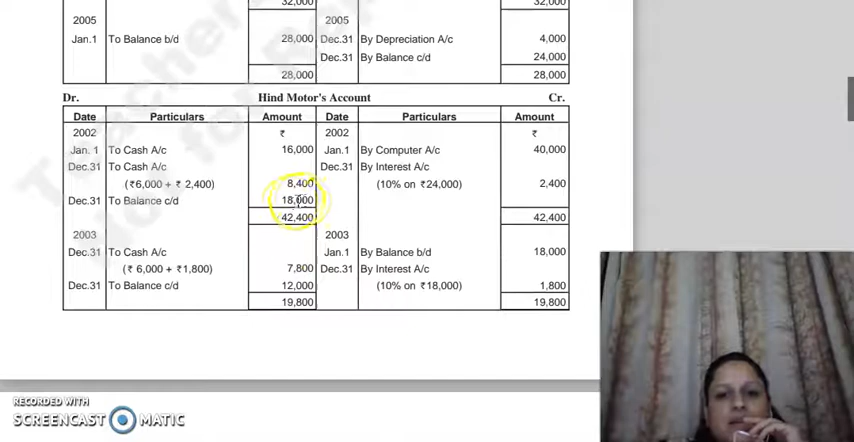 32,000 32,000
2005 2005
Jan.1 To Balance b/d 28,000 Dec.31 By Depreciation A/c 4,000
Dec.31 By Balance c/d 24,000
28,000 28,000
Dr. Hind Motor's Account Cr.
Date Particulars Amount Date Particulars Amount
2002 ₹ 2002 ₹
Jan. 1 To Cash A/c 16,000 Jan.1 By Computer A/c 40,000
Dec.31 To Cash A/c Dec.31 By Interest A/c
(₹6,000 + ₹ 2,400) 8,400 (10% on ₹24,000) 2,400
Dec.31 To Balance c/d 18,000
42,400 42,400
2003 2003
Dec.31 To Cash A/c Jan.1 By Balance b/d 18,000
(₹ 6,000 + ₹1,800) 7,800 Dec.31 By Interest A/c
Dec.31 To Balance c/d 12,000 (10% on ₹18,000) 1,800
19,800 19,800
RECORDED WITH
SCREENCAST MATIC